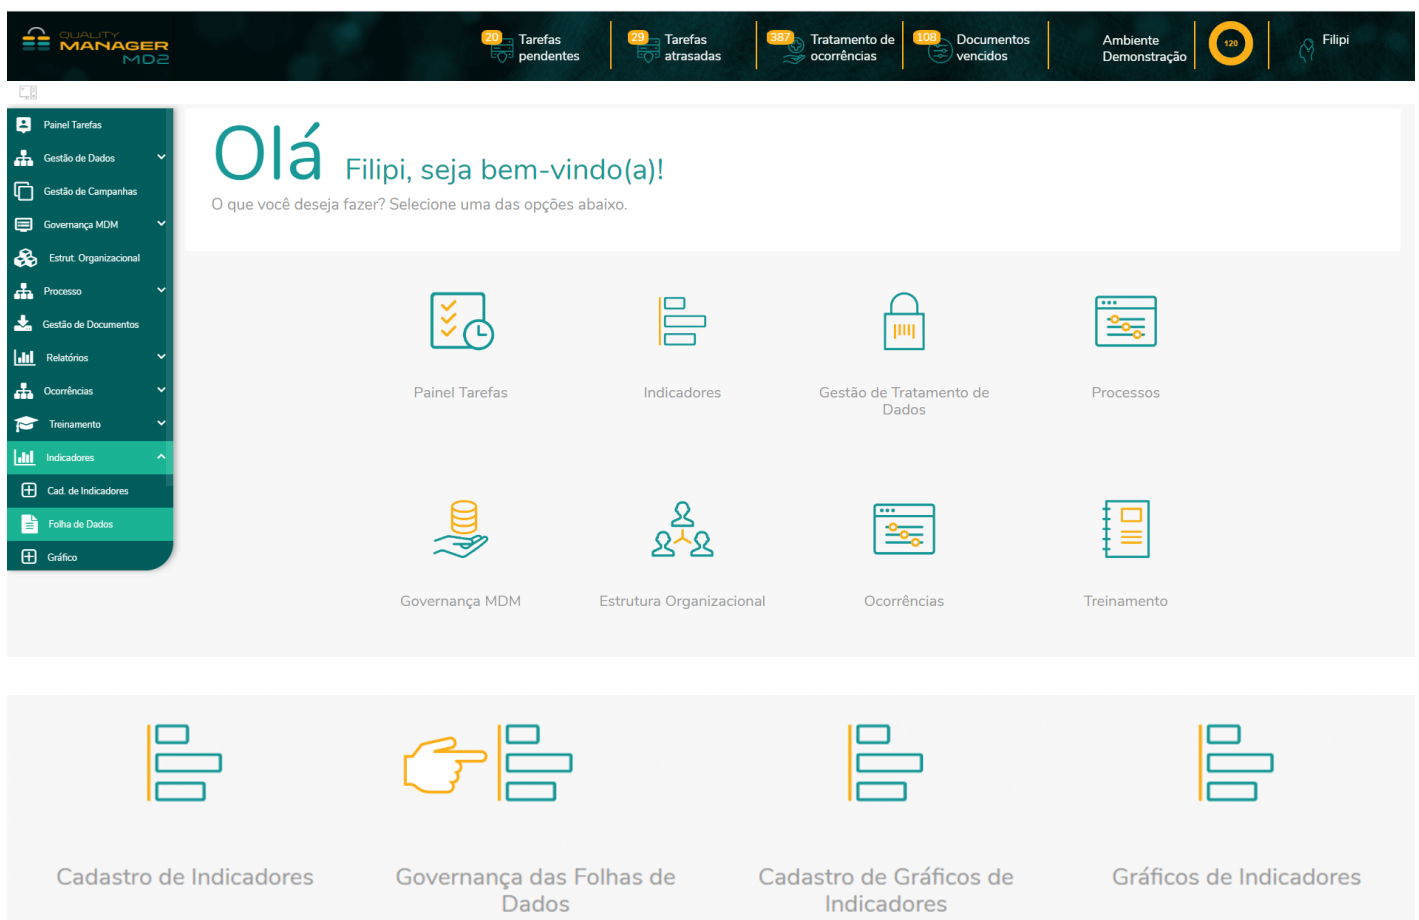 QUALITY
MANAGER
MD2
20 Tarefas
pendentes
29 Tarefas
atrasadas
387 Tratamento de
ocorrências
108 Documentos
vencidos
Ambiente
Demonstração
120
Filipi
Painel Tarefas
Gestão de Dados
Gestão de Campanhas
Governança MDM
Estrut. Organizacional
Processo
Gestão de Documentos
Relatórios
Ocorrências
Treinamento
Indicadores
Cad. de Indicadores
Folha de Dados
Gráfico
Olá Filipi, seja bem-vindo(a)!
O que você deseja fazer? Selecione uma das opções abaixo.
Painel Tarefas
Indicadores
Gestão de Tratamento de
Dados
Processos
Governança MDM
Estrutura Organizacional
Ocorrências
Treinamento
Cadastro de Indicadores
Governança das Folhas de
Dados
Cadastro de Gráficos de
Indicadores
Gráficos de Indicadores